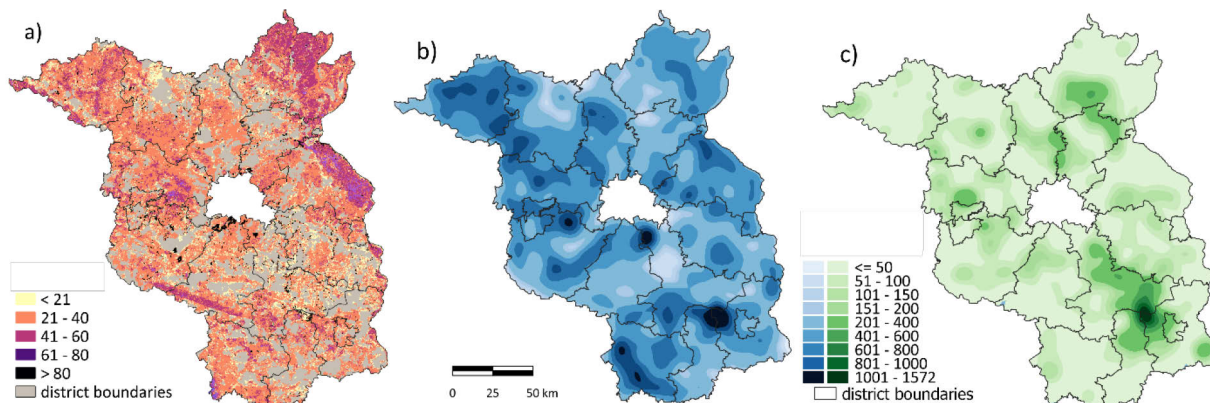 a)
b)
c)
< 21
21 - 40
41 - 60
61 - 80
> 80
district boundaries
0 25 50 km
<= 50
51 - 100
101 - 150
151 - 200
201 - 400
401 - 600
601 - 800
801 - 1000
1001 - 1572
district boundaries